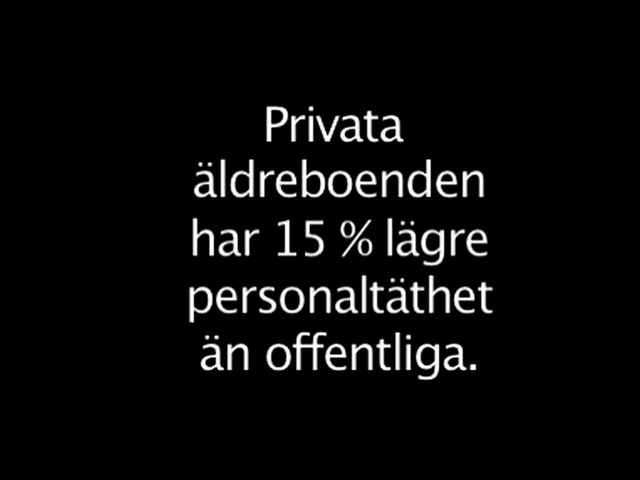 Privata
äldreboenden
har 15 % lägre
personaltäthet
än offentliga.